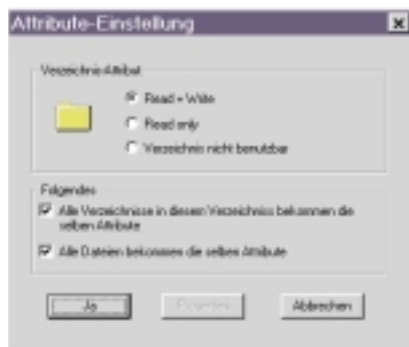 Attribute-Einstellung
Verzeichnis-Attribut
Read + Write
Read only
Verzeichnis nicht benutzbar
Folgendes
Alle Verzeichnisse in diesem Verzeichniss bekommen die
selben Attribute
Alle Dateien bekommen die selben Attribute
Ja
Abbrechen